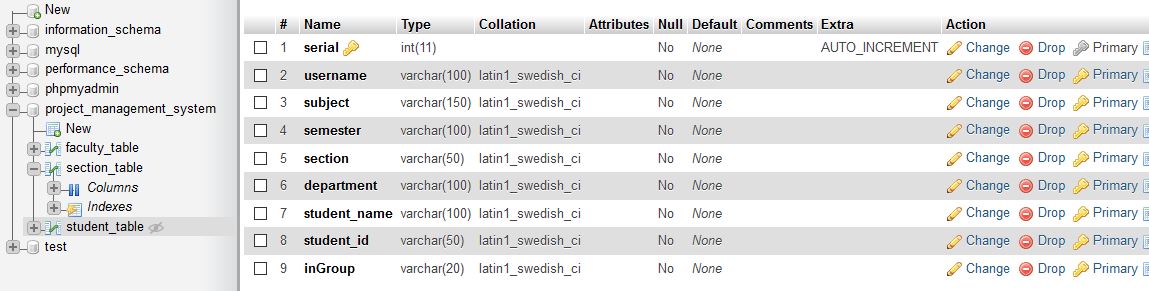 New
information_schema
mysql
performance_schema
phpmyadmin
project_management_system
New
faculty_table
section_table
Columns
Indexes
student_table
test
# Name Type Collation Attributes Null Default Comments Extra Action
1 serial int(11) No None AUTO_INCREMENT Change Drop Primary
2 username varchar(100) latin1_swedish_ci No None Change Drop Primary
3 subject varchar(150) latin1_swedish_ci No None Change Drop Primary
4 semester varchar(100) latin1_swedish_ci No None Change Drop Primary
5 section varchar(50) latin1_swedish_ci No None Change Drop Primary
6 department varchar(100) latin1_swedish_ci No None Change Drop Primary
7 student_name varchar(100) latin1_swedish_ci No None Change Drop Primary
8 student_id varchar(50) latin1_swedish_ci No None Change Drop Primary
9 inGroup varchar(20) latin1_swedish_ci No None Change Drop Primary